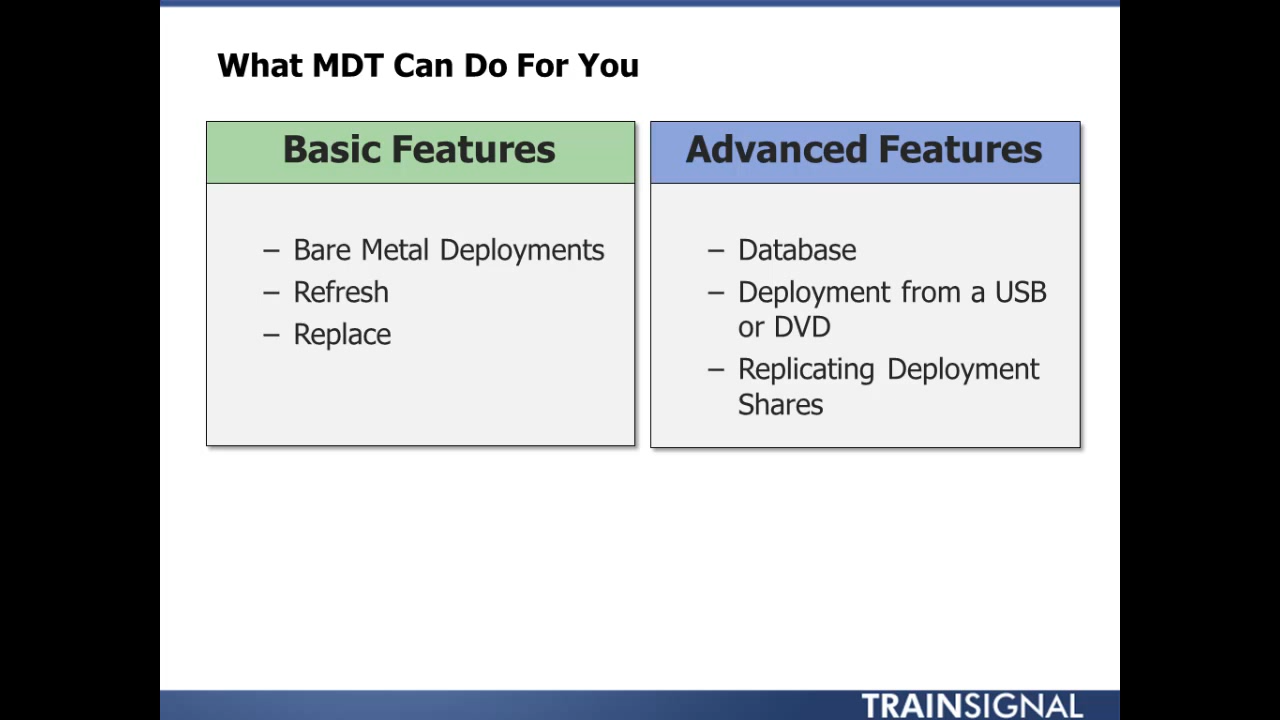 What MDT Can Do For You
Basic Features
– Bare Metal Deployments
– Refresh
– Replace
Advanced Features
– Database
– Deployment from a USB
or DVD
– Replicating Deployment
Shares
TRAINSIGNAL